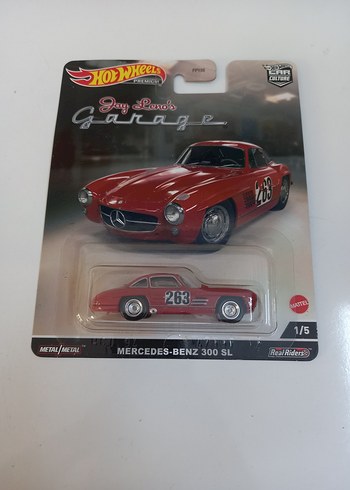 HOT WHEELS
PREMIUM
CAR
CULTURE
Jay Leno's
Garage
263
263
MATTEL
1/5
METAL/METAL™
MERCEDES-BENZ 300 SL
Real Riders